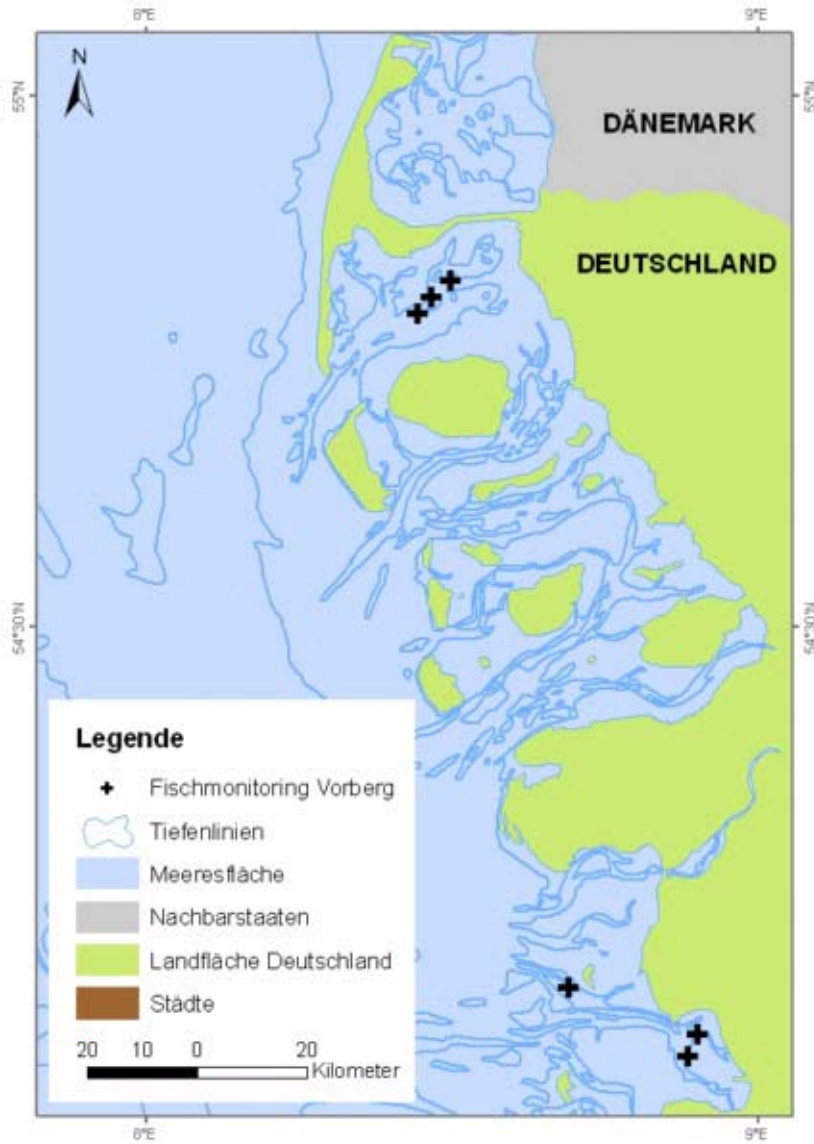 8°E
9°E
N
55°N
55°N
DÄNEMARK
DEUTSCHLAND
54°30'N
54°30'N
Legende
Fischmonitoring Vorberg
Tiefenlinien
Meeresfläche
Nachbarstaaten
Landfläche Deutschland
Städte
20 10 0 20
Kilometer
8°E
9°E